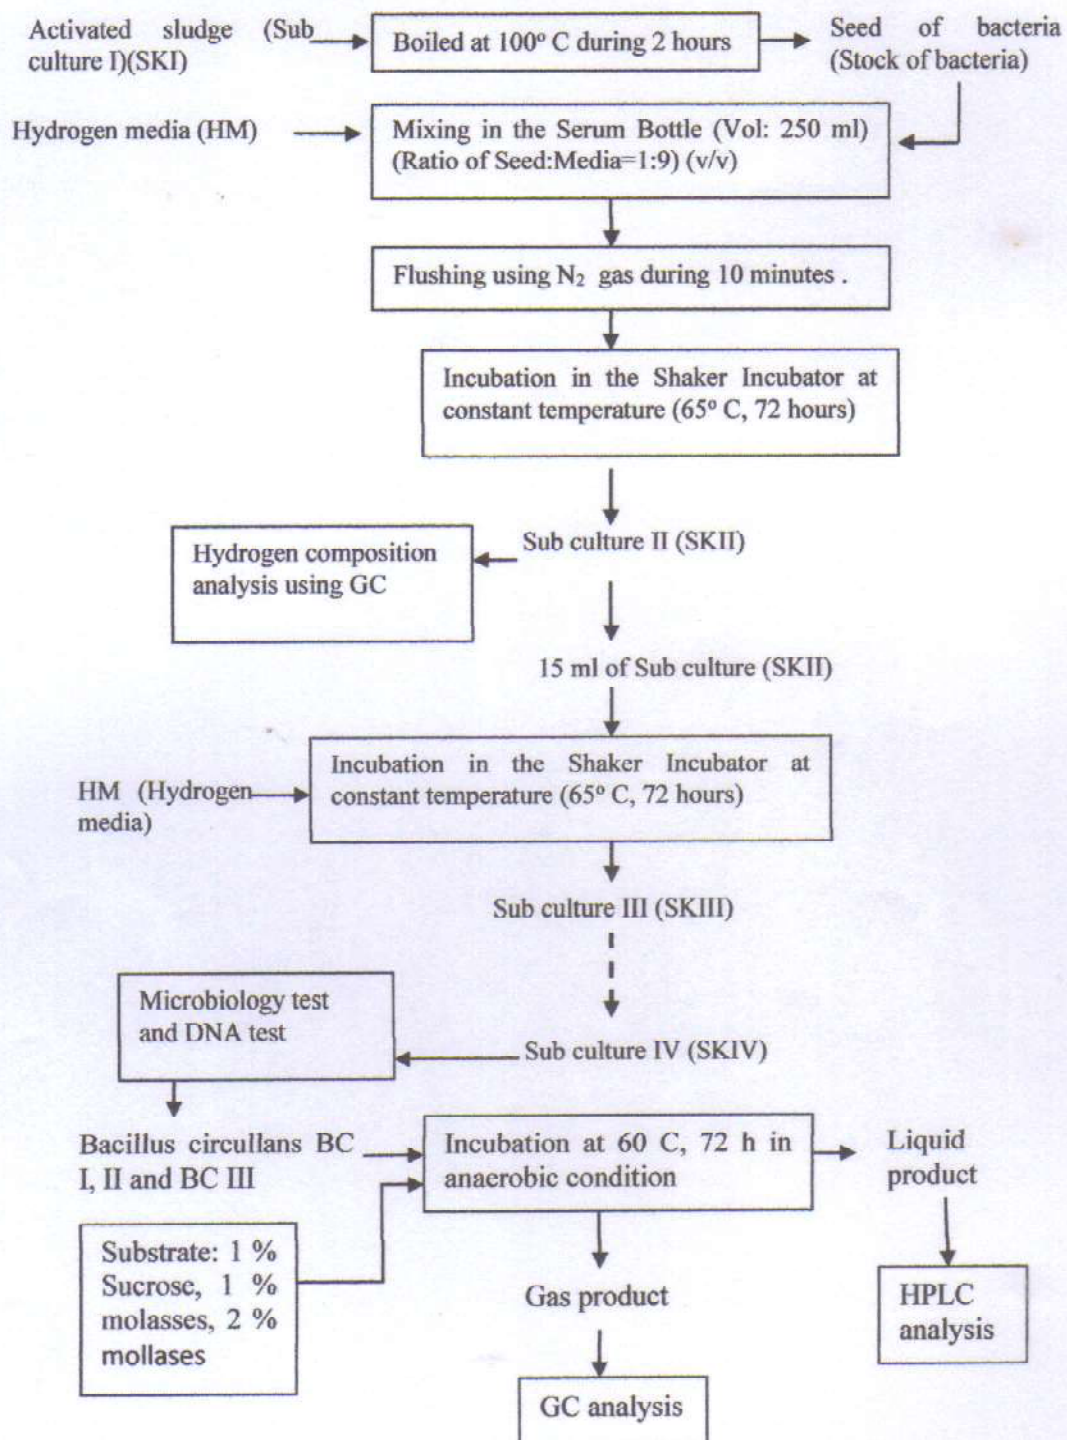 Activated sludge (Sub
culture I)(SKI)
Boiled at 100º C during 2 hours
Seed of bacteria
(Stock of bacteria)
Hydrogen media (HM)
Mixing in the Serum Bottle (Vol: 250 ml)
(Ratio of Seed:Media=1:9) (v/v)
Flushing using N₂ gas during 10 minutes .
Incubation in the Shaker Incubator at
constant temperature (65º C, 72 hours)
Sub culture II (SKII)
Hydrogen composition
analysis using GC
15 ml of Sub culture (SKII)
HM (Hydrogen
media)
Incubation in the Shaker Incubator at
constant temperature (65º C, 72 hours)
Sub culture III (SKIII)
Microbiology test
and DNA test
Sub culture IV (SKIV)
Bacillus circullans BC
I, II and BC III
Incubation at 60 C, 72 h in
anaerobic condition
Liquid
product
Substrate: 1 %
Sucrose, 1 %
molasses, 2 %
mollases
Gas product
HPLC
analysis
GC analysis